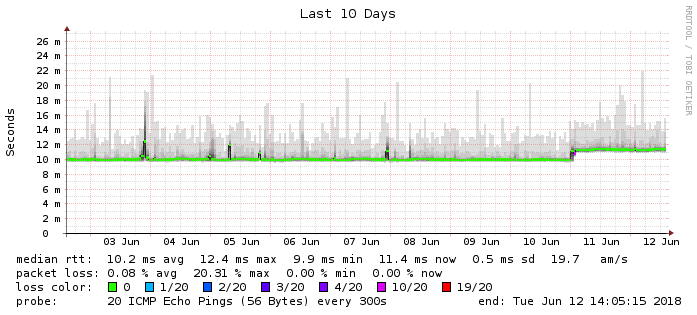 Last 10 Days
RRDTOOL / TOBI OETIKER
Seconds
26 m
24 m
22 m
20 m
18 m
16 m
14 m
12 m
10 m
8 m
6 m
4 m
2 m
0
03 Jun 04 Jun 05 Jun 06 Jun 07 Jun 08 Jun 09 Jun 10 Jun 11 Jun 12 Jun
median rtt: 10.2 ms avg 12.4 ms max 9.9 ms min 11.4 ms now 0.5 ms sd 19.7 am/s
packet loss: 0.08 % avg 20.31 % max 0.00 % min 0.00 % now
loss color: 0 1/20 2/20 3/20 4/20 10/20 19/20
probe: 20 ICMP Echo Pings (56 Bytes) every 300s end: Tue Jun 12 14:05:15 2018